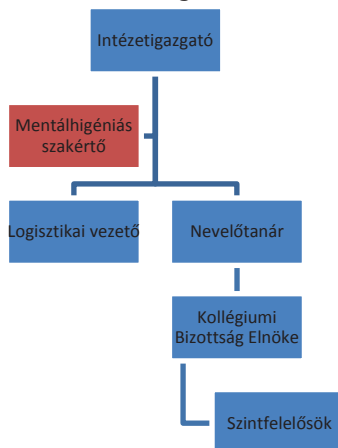 Intézetigazgató
Mentálhigéniás
szakértő
Logisztikai vezető
Nevelőtanár
Kollégiumi
Bizottság Elnöke
Szintfelelősök